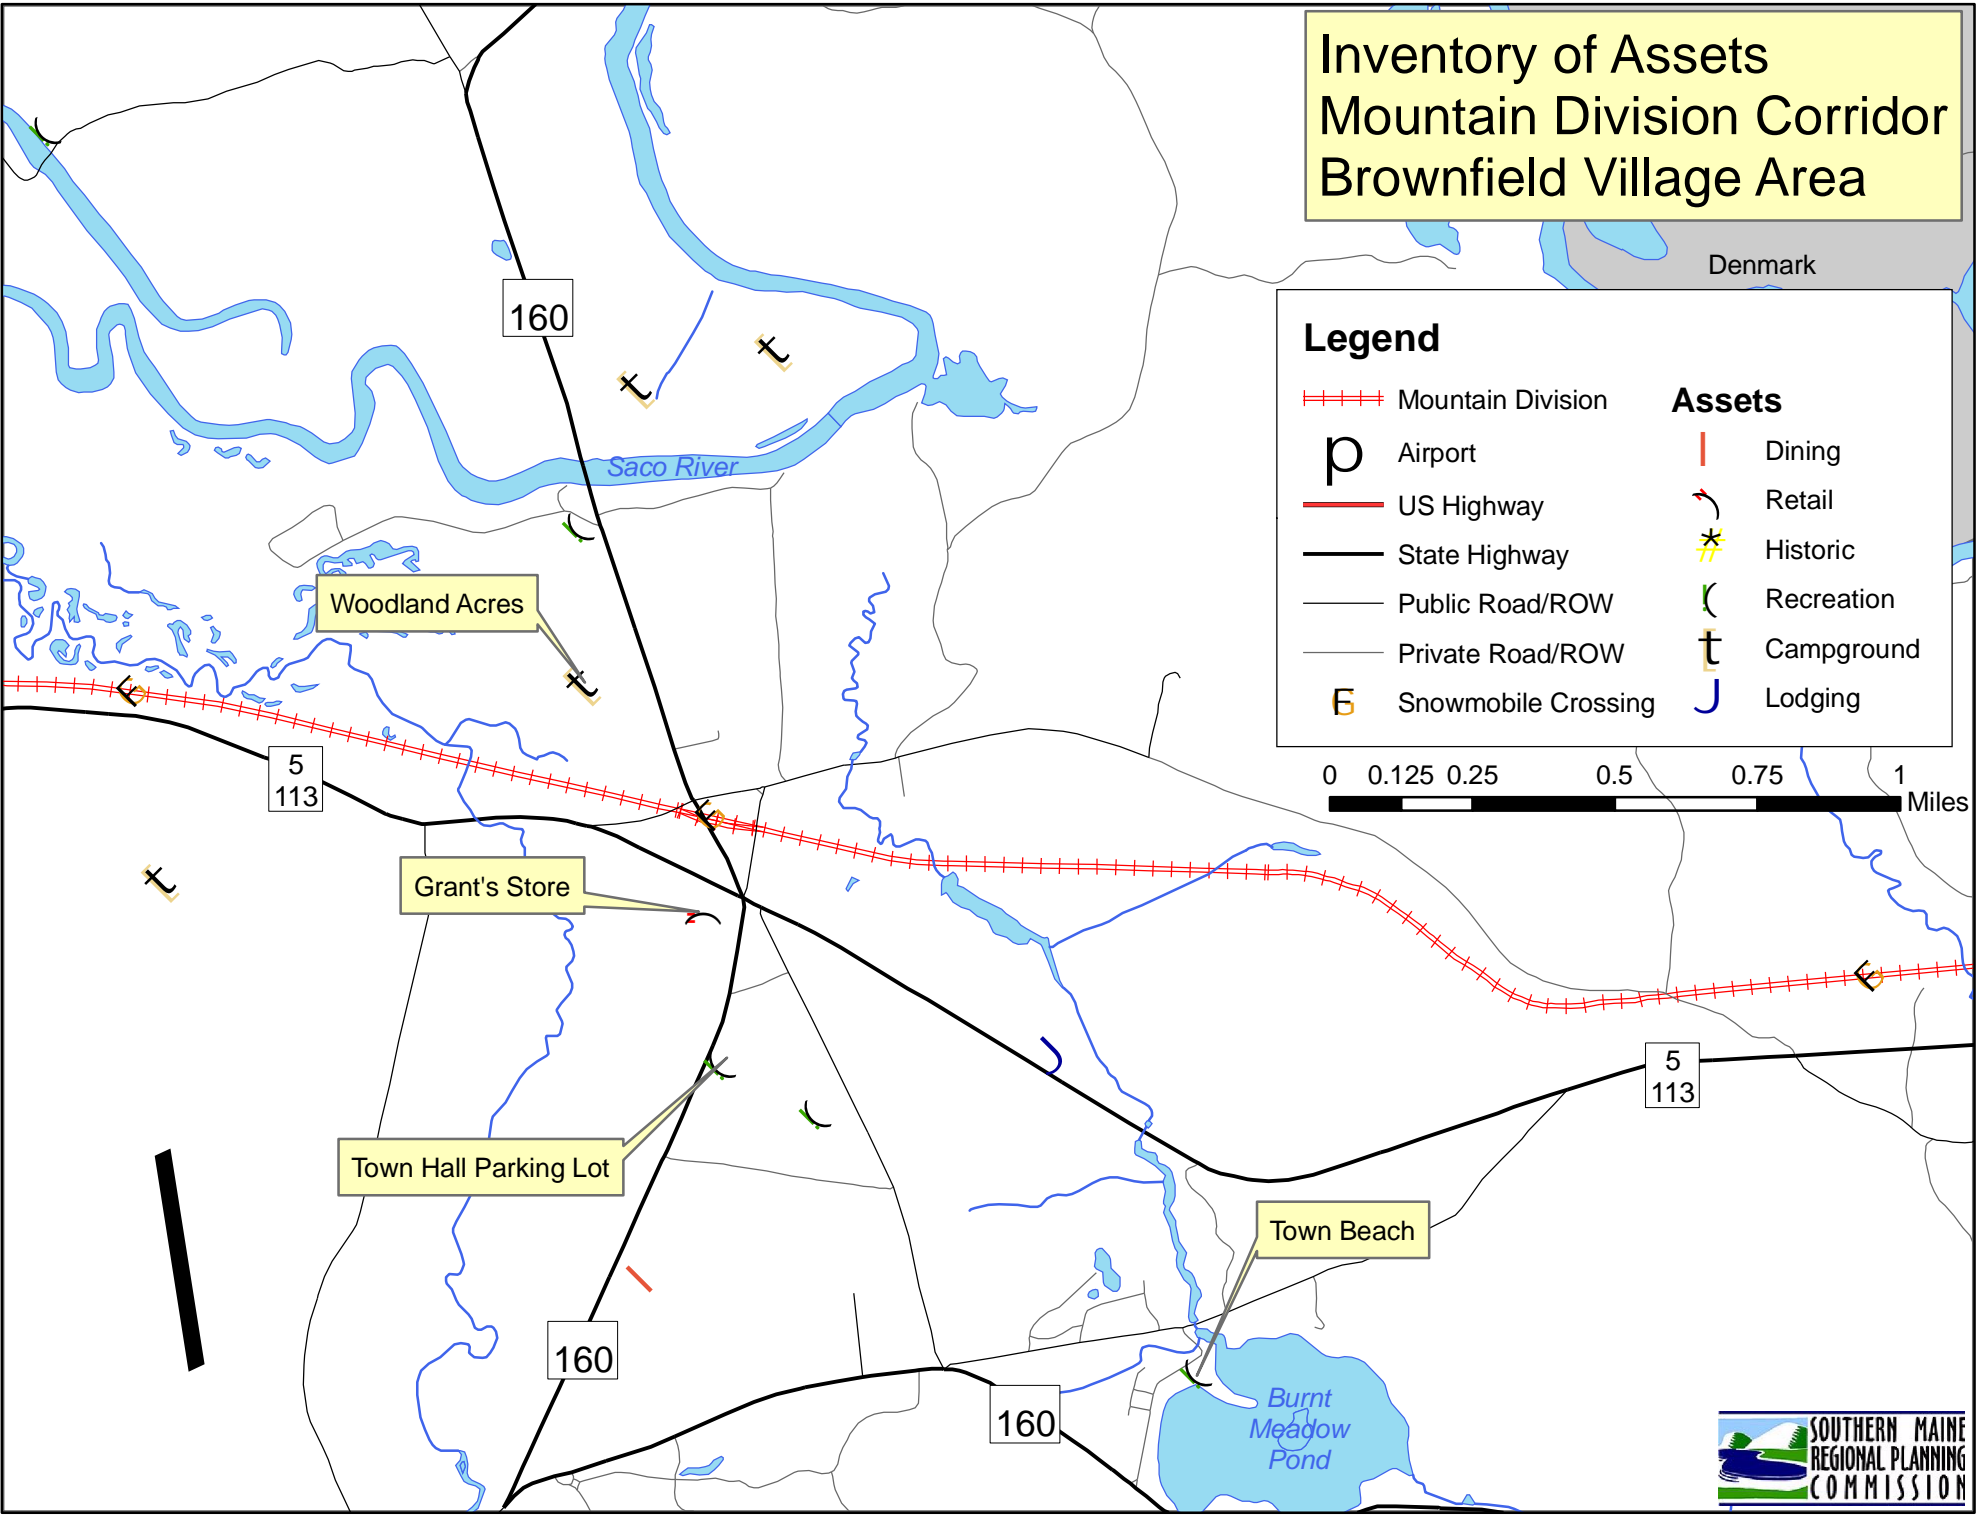 Inventory of Assets
Mountain Division Corridor
Brownfield Village Area
Denmark
160
Saco River
Woodland Acres
5
113
Grant's Store
Town Hall Parking Lot
160
160
Town Beach
Burnt
Meadow
Pond
5
113
Legend
Mountain Division
p Airport
US Highway
State Highway
Public Road/ROW
Private Road/ROW
Snowmobile Crossing
Assets
Dining
Retail
Historic
Recreation
t Campground
Lodging
0 0.125 0.25 0.5 0.75 1
Miles
SOUTHERN MAINE
REGIONAL PLANNING
COMMISSION